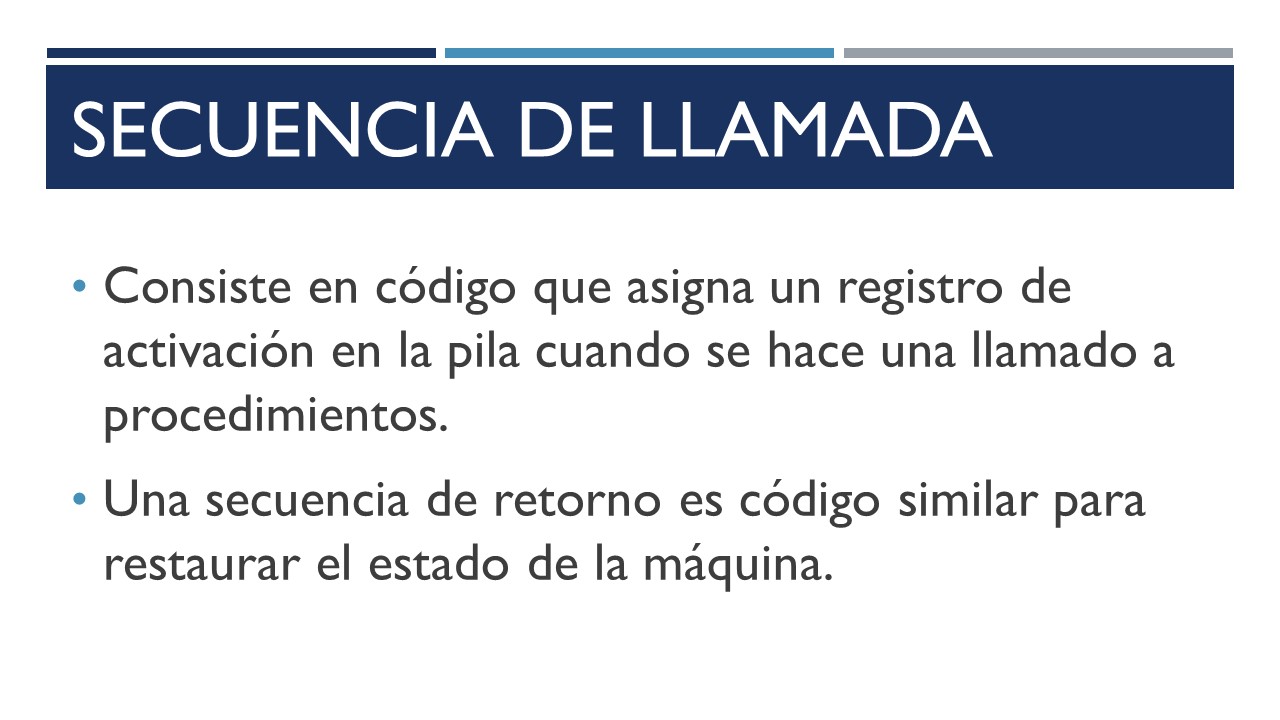 SECUENCIA DE LLAMADA
• Consiste en código que asigna un registro de
activación en la pila cuando se hace una llamado a
procedimientos.
• Una secuencia de retorno es código similar para
restaurar el estado de la máquina.